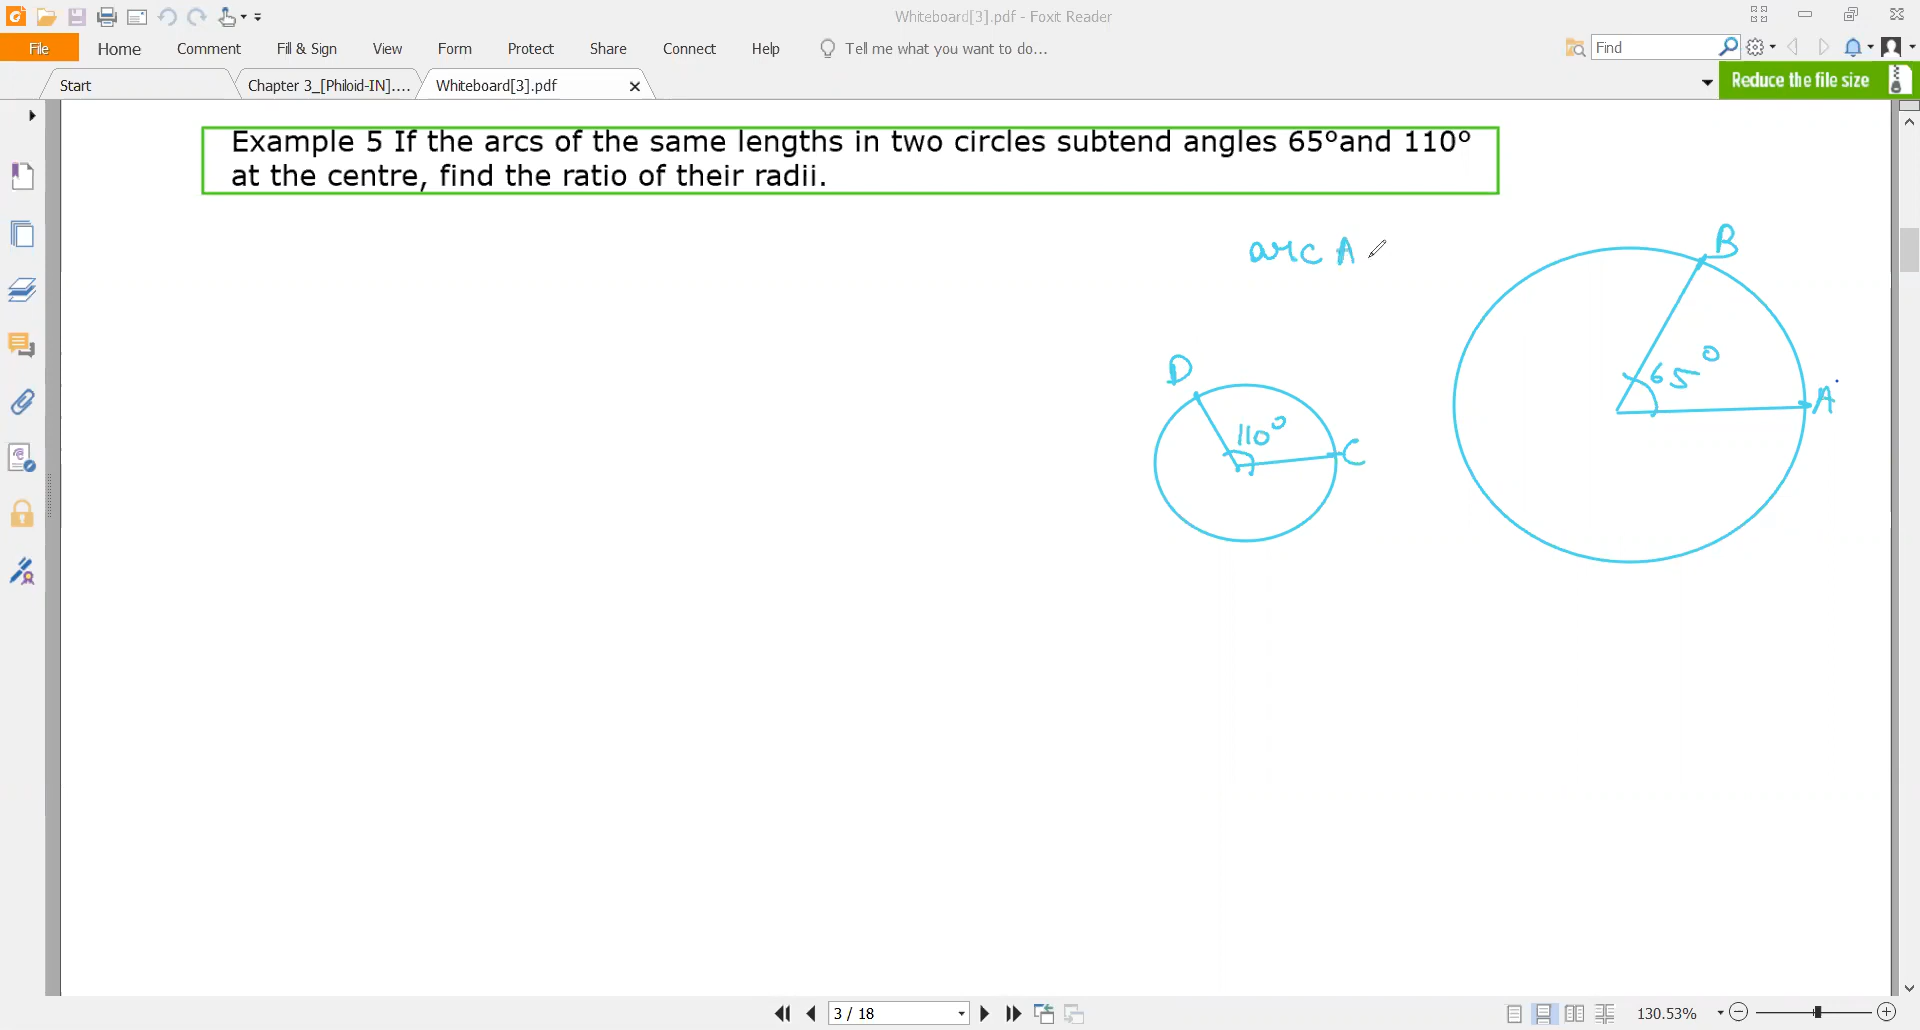 Whiteboard[3].pdf - Foxit Reader
File Home Comment Fill & Sign View Form Protect Share Connect Help Tell me what you want to do... Find
Start Chapter 3_[Philoid-IN].... Whiteboard[3].pdf Reduce the file size
Example 5 If the arcs of the same lengths in two circles subtend angles 65°and 110°
at the centre, find the ratio of their radii.
arc A
B
65°
A
D
110°
C
3 / 18 130.53%